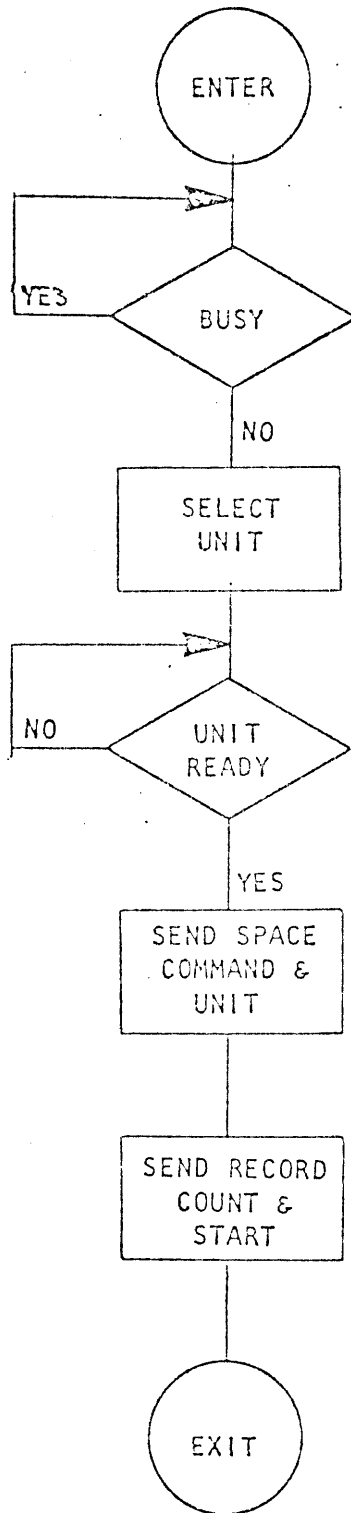 ENTER
YES
BUSY
NO
SELECT
UNIT
NO
UNIT
READY
YES
SEND SPACE
COMMAND &
UNIT
SEND RECORD
COUNT &
START
EXIT